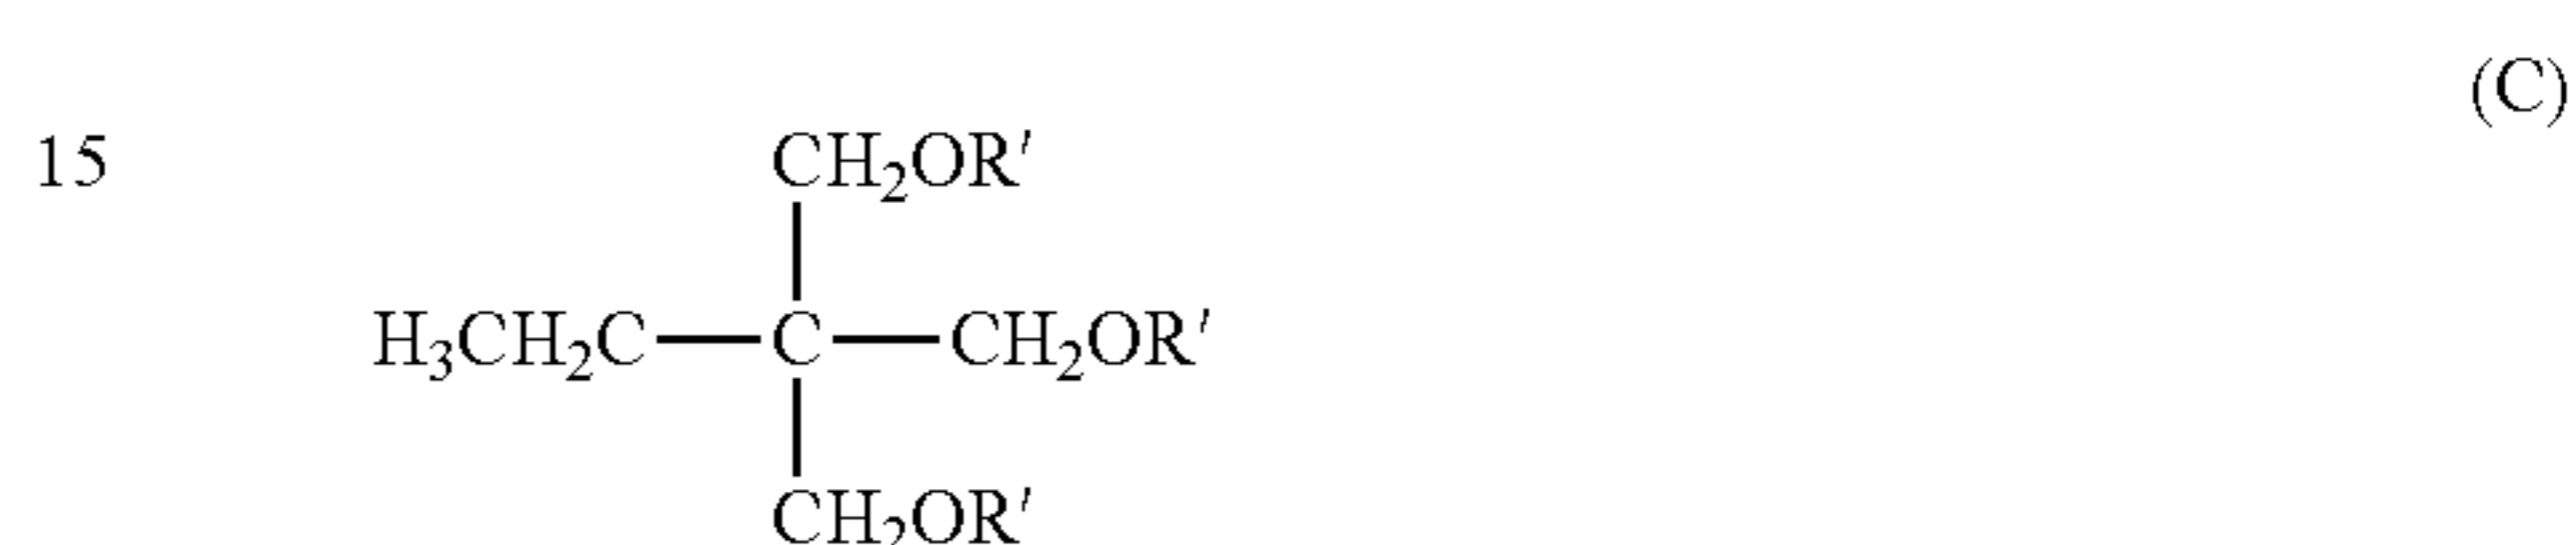 (C)
15
CH₂OR'
H₃CH₂C—C—CH₂OR'
CH₂OR'